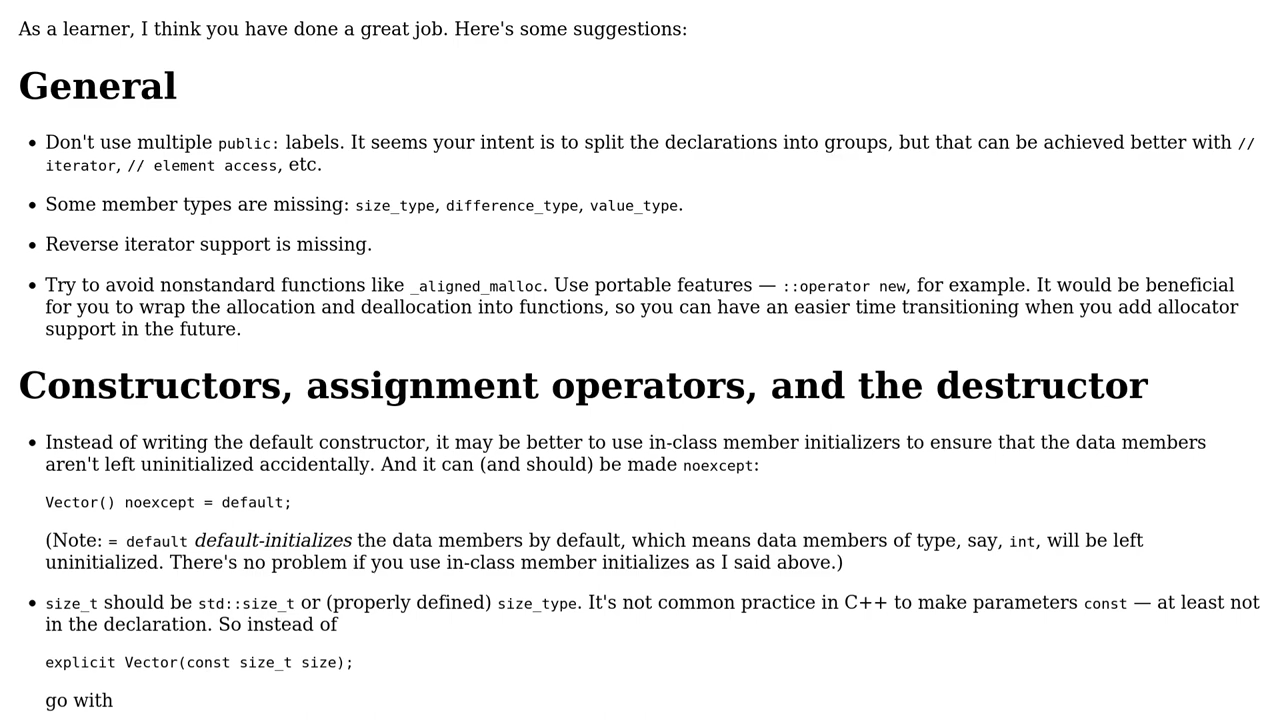 As a learner, I think you have done a great job. Here's some suggestions:
General
• Don't use multiple public: labels. It seems your intent is to split the declarations into groups, but that can be achieved better with //
iterator, // element access, etc.
• Some member types are missing: size_type, difference_type, value_type.
• Reverse iterator support is missing.
• Try to avoid nonstandard functions like _aligned_malloc. Use portable features — ::operator new, for example. It would be beneficial
for you to wrap the allocation and deallocation into functions, so you can have an easier time transitioning when you add allocator
support in the future.
Constructors, assignment operators, and the destructor
• Instead of writing the default constructor, it may be better to use in-class member initializers to ensure that the data members
aren't left uninitialized accidentally. And it can (and should) be made noexcept:
Vector() noexcept = default;
(Note: = default default-initializes the data members by default, which means data members of type, say, int, will be left
uninitialized. There's no problem if you use in-class member initializes as I said above.)
• size_t should be std::size_t or (properly defined) size_type. It's not common practice in C++ to make parameters const — at least not
in the declaration. So instead of
explicit Vector(const size_t size);
go with